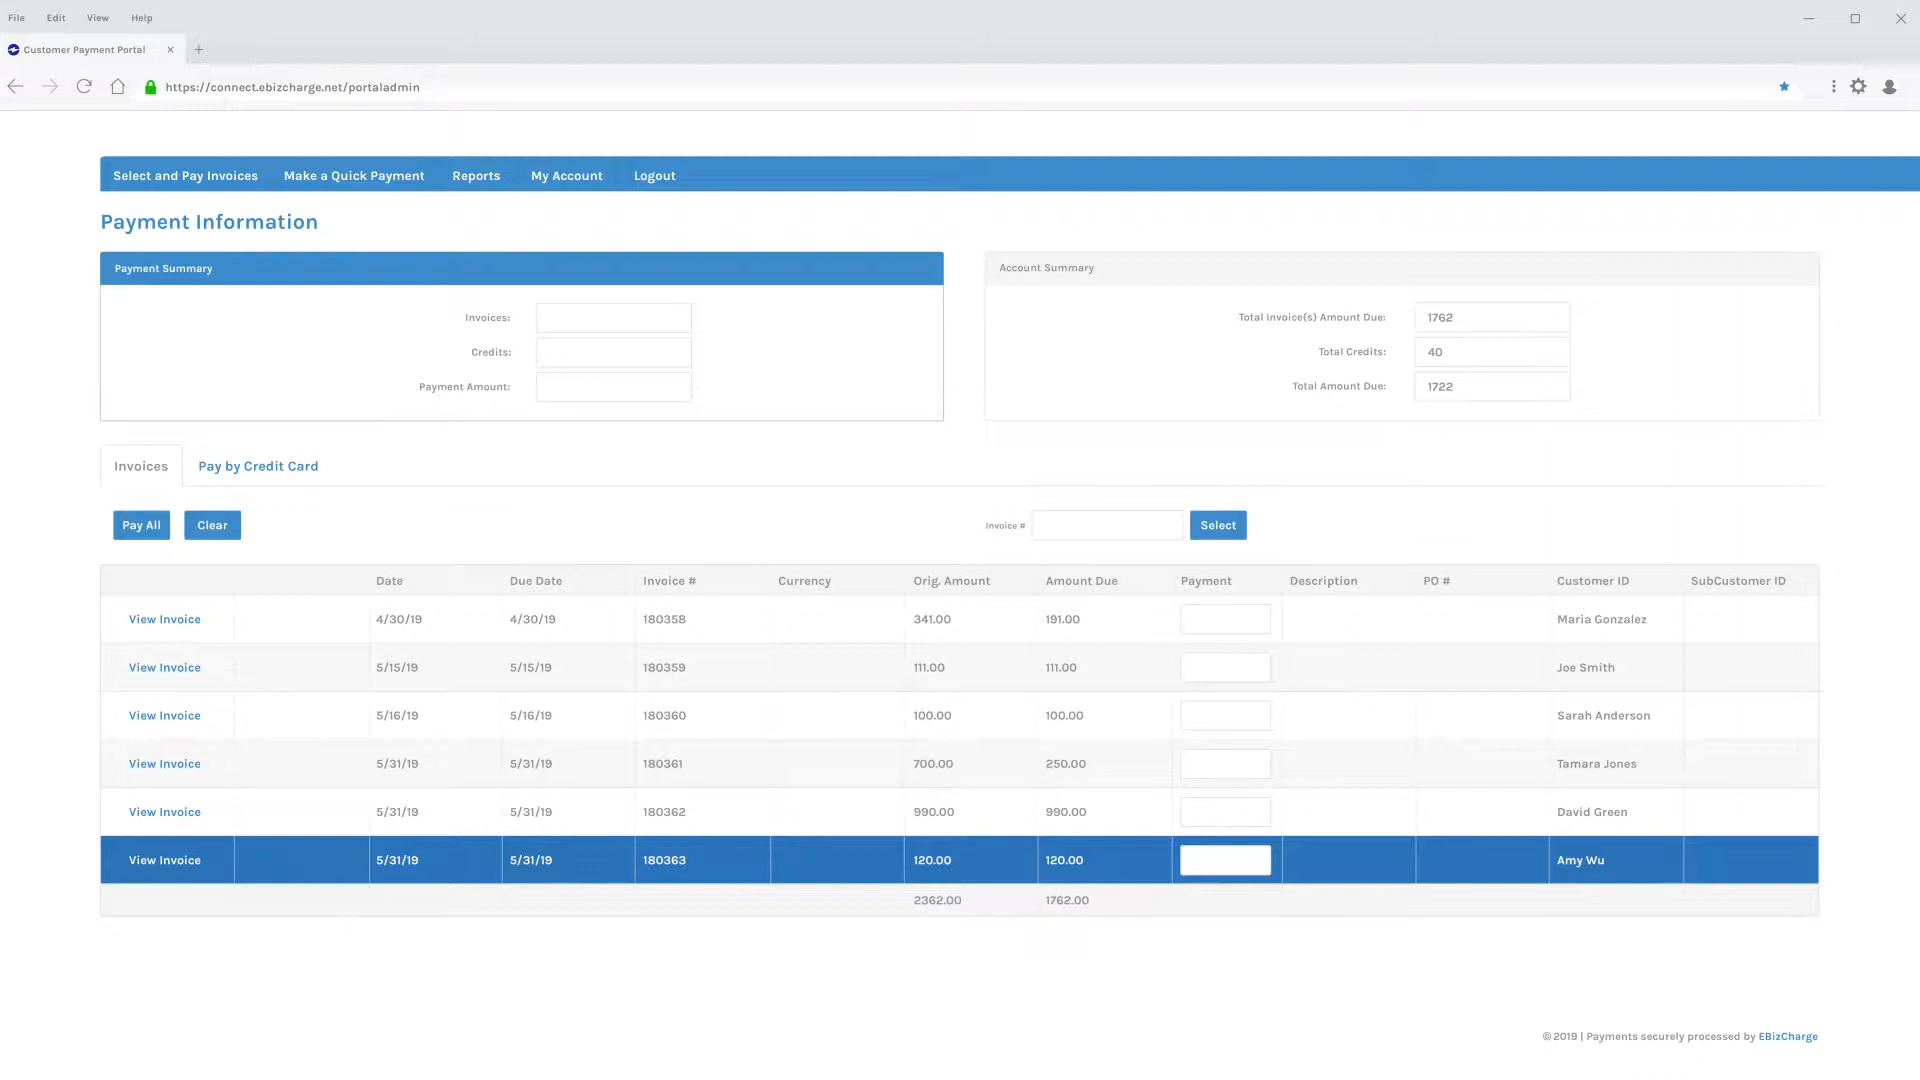 File Edit View Help
Customer Payment Portal
https://connect.ebizcharge.net/portaladmin
Select and Pay Invoices Make a Quick Payment Reports My Account Logout
Payment Information
Payment Summary
Invoices:
Credits:
Payment Amount:
Account Summary
Total Invoice(s) Amount Due: 1762
Total Credits: 40
Total Amount Due: 1722
Invoices Pay by Credit Card
Pay All Clear Invoice # Select
Date Due Date Invoice # Currency Orig. Amount Amount Due Payment Description PO # Customer ID SubCustomer ID
View Invoice 4/30/19 4/30/19 180358 341.00 191.00 Maria Gonzalez
View Invoice 5/15/19 5/15/19 180359 111.00 111.00 Joe Smith
View Invoice 5/16/19 5/16/19 180360 100.00 100.00 Sarah Anderson
View Invoice 5/31/19 5/31/19 180361 700.00 250.00 Tamara Jones
View Invoice 5/31/19 5/31/19 180362 990.00 990.00 David Green
View Invoice 5/31/19 5/31/19 180363 120.00 120.00 Amy Wu
2362.00 1762.00
© 2019 | Payments securely processed by EBizCharge